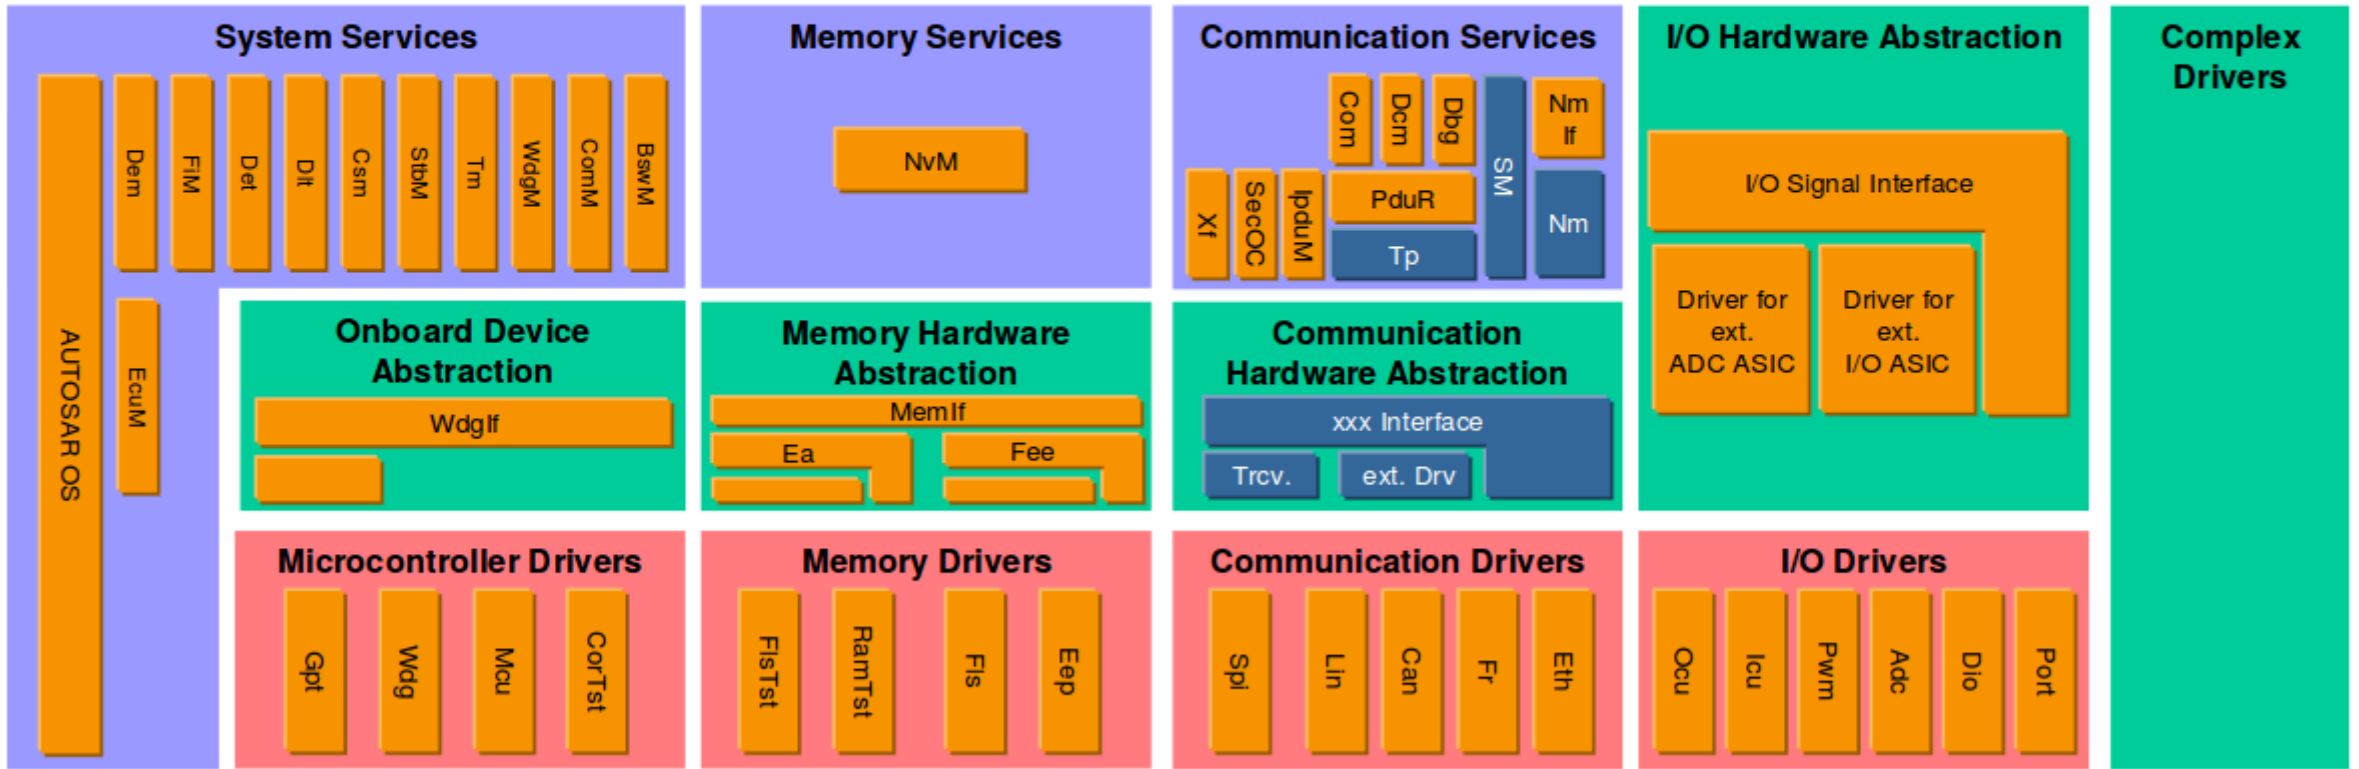 System Services
AUTOSAR OS
Dem
FiM
Det
Dlt
Csm
StbM
Tm
WdgM
ComM
BswM
EcuM
Memory Services
NvM
Communication Services
Com
Dcm
Dbg
SM
Nm
If
Xf
SecOC
IpduM
PduR
Tp
Nm
I/O Hardware Abstraction
I/O Signal Interface
Driver for
ext.
ADC ASIC
Driver for
ext.
I/O ASIC
Complex
Drivers
Onboard Device
Abstraction
WdgIf
Memory Hardware
Abstraction
MemIf
Ea
Fee
Communication
Hardware Abstraction
xxx Interface
Trcv.
ext. Drv
Microcontroller Drivers
Gpt
Wdg
Mcu
CorTst
Memory Drivers
FlsTst
RamTst
Fls
Eep
Communication Drivers
Spi
Lin
Can
Fr
Eth
I/O Drivers
Ocu
Icu
Pwm
Adc
Dio
Port